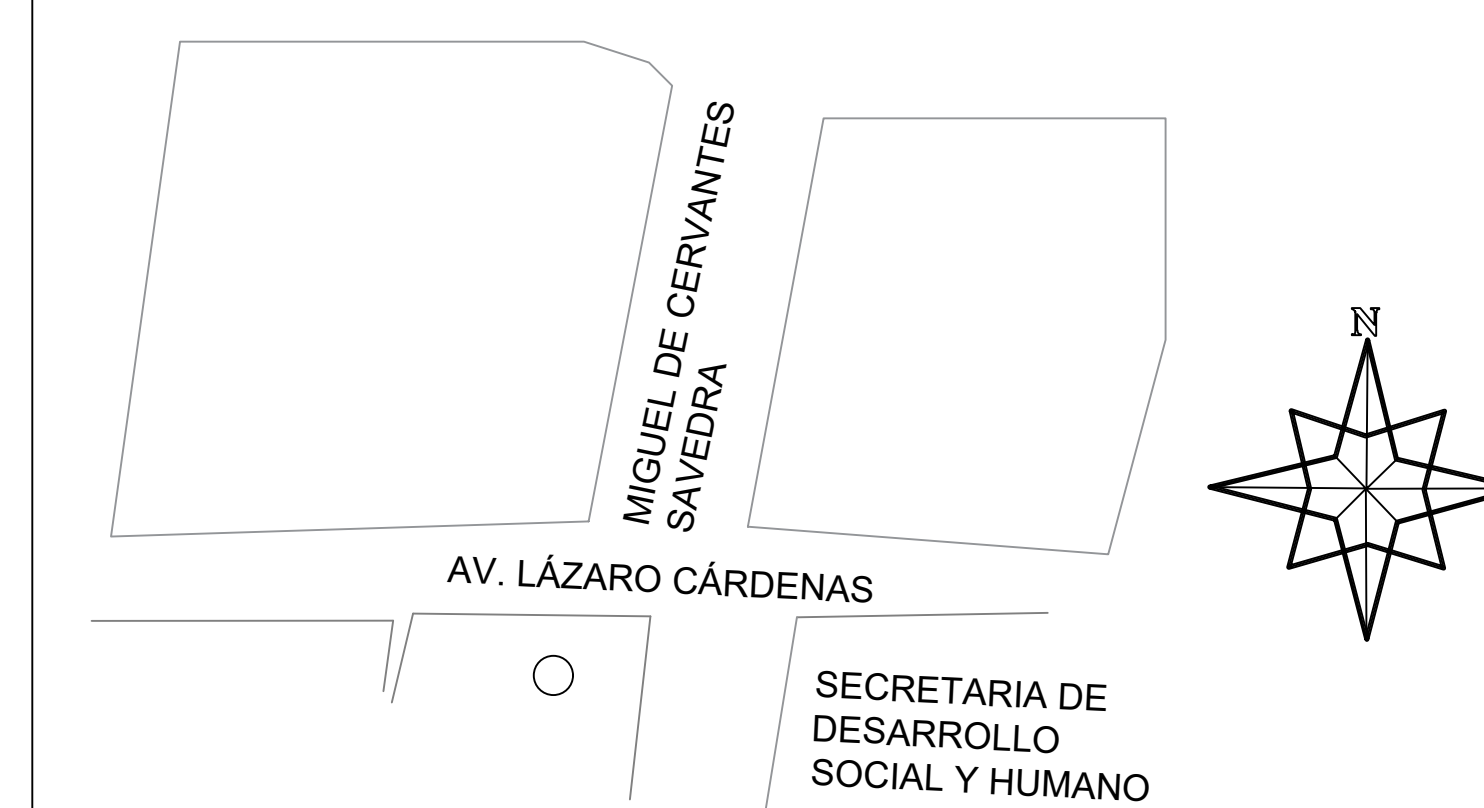 MIGUEL DE CERVANTES
SAVEDRA
N
AV. LÁZARO CÁRDENAS
SECRETARIA DE
DESARROLLO
SOCIAL Y HUMANO